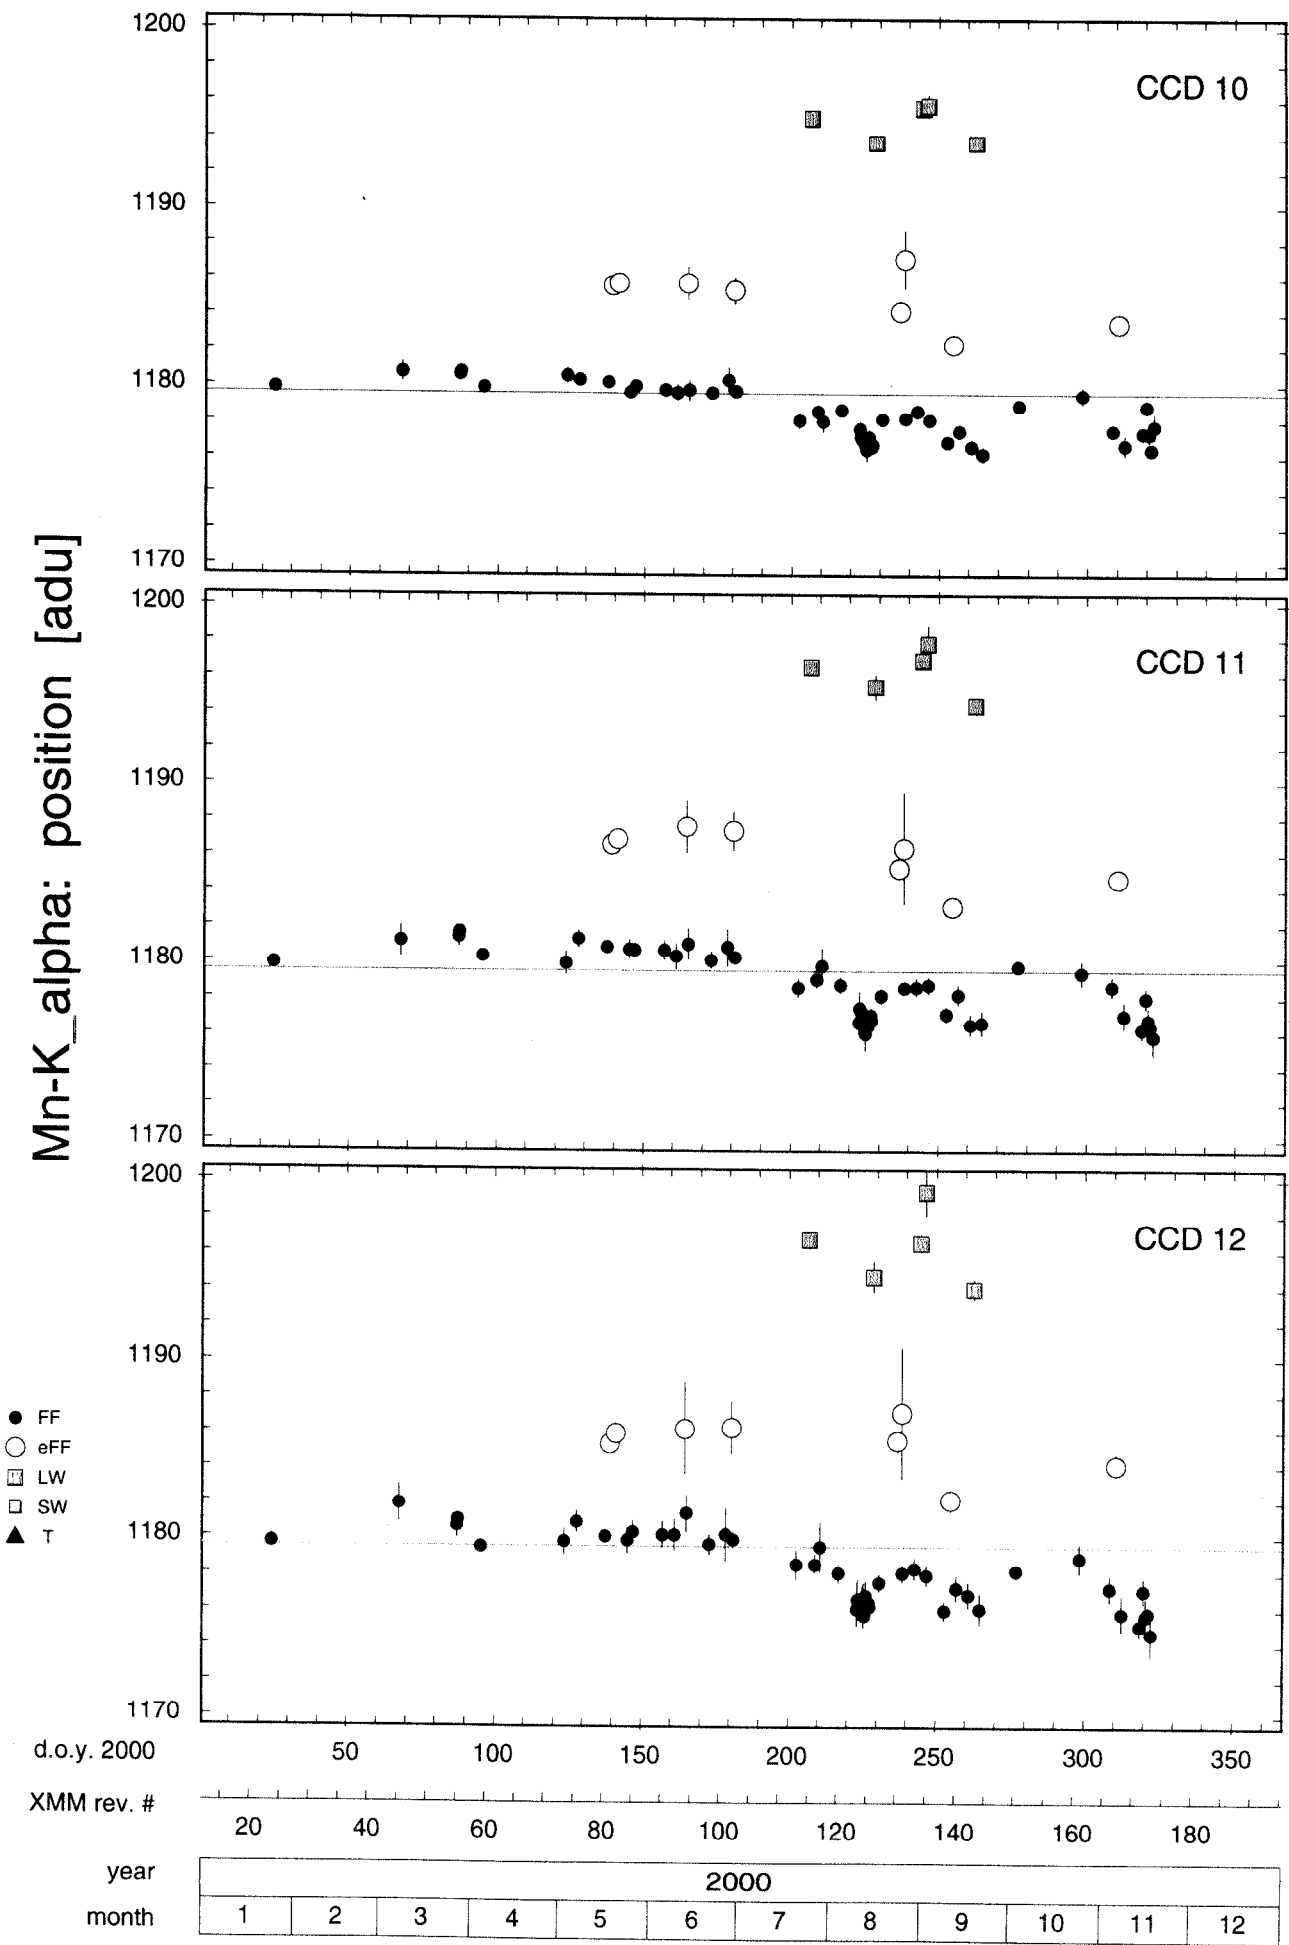 1200
CCD 10
1190
1180
1170
1200
CCD 11
1190
1180
1170
1200
CCD 12
1190
1180
1170
Mn-K_alpha: position [adu]
FF
eFF
LW
SW
T
d.o.y. 2000 50 100 150 200 250 300 350
XMM rev. #
20 40 60 80 100 120 140 160 180
year 2000
month 1 2 3 4 5 6 7 8 9 10 11 12